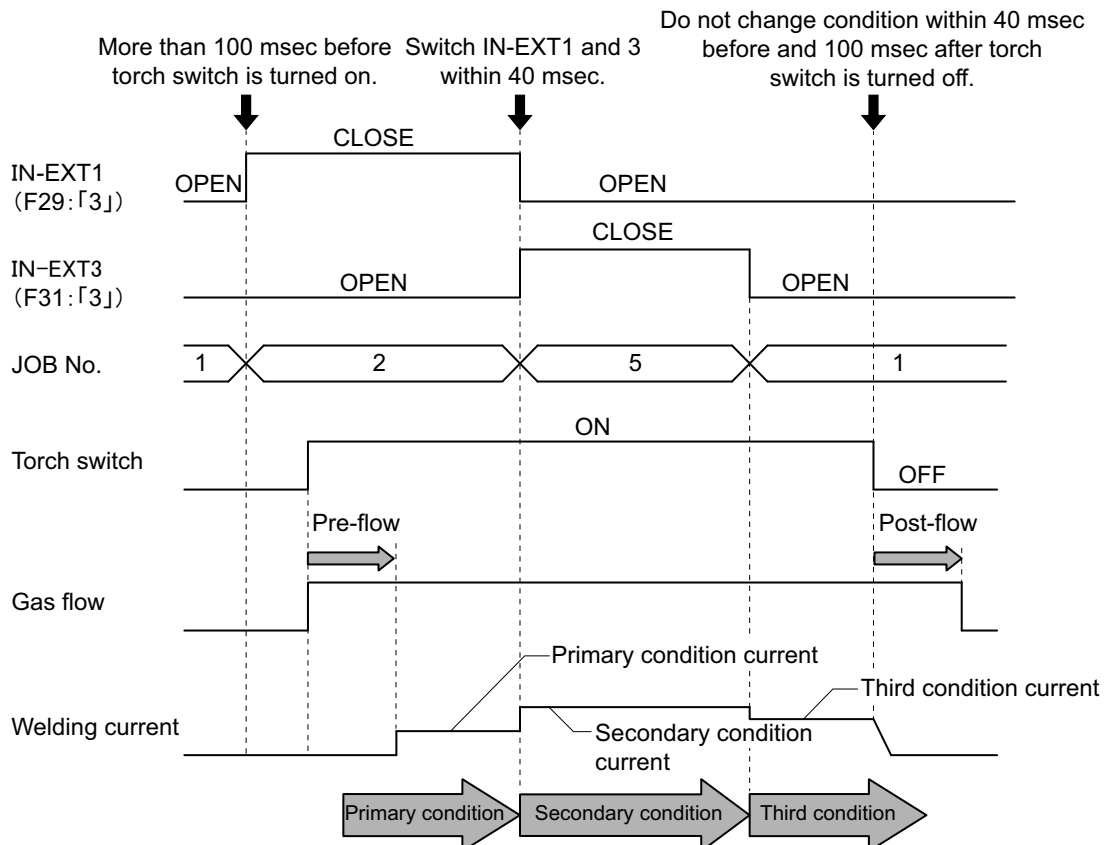 More than 100 msec before
torch switch is turned on.
Switch IN-EXT1 and 3
within 40 msec.
Do not change condition within 40 msec
before and 100 msec after torch
switch is turned off.
IN-EXT1
(F29:「3」)
OPEN
CLOSE
OPEN
IN-EXT3
(F31:「3」)
OPEN
CLOSE
OPEN
JOB No.
1
2
5
1
Torch switch
ON
OFF
Pre-flow
Post-flow
Gas flow
Welding current
Primary condition current
Secondary condition
current
Third condition current
Primary condition
Secondary condition
Third condition